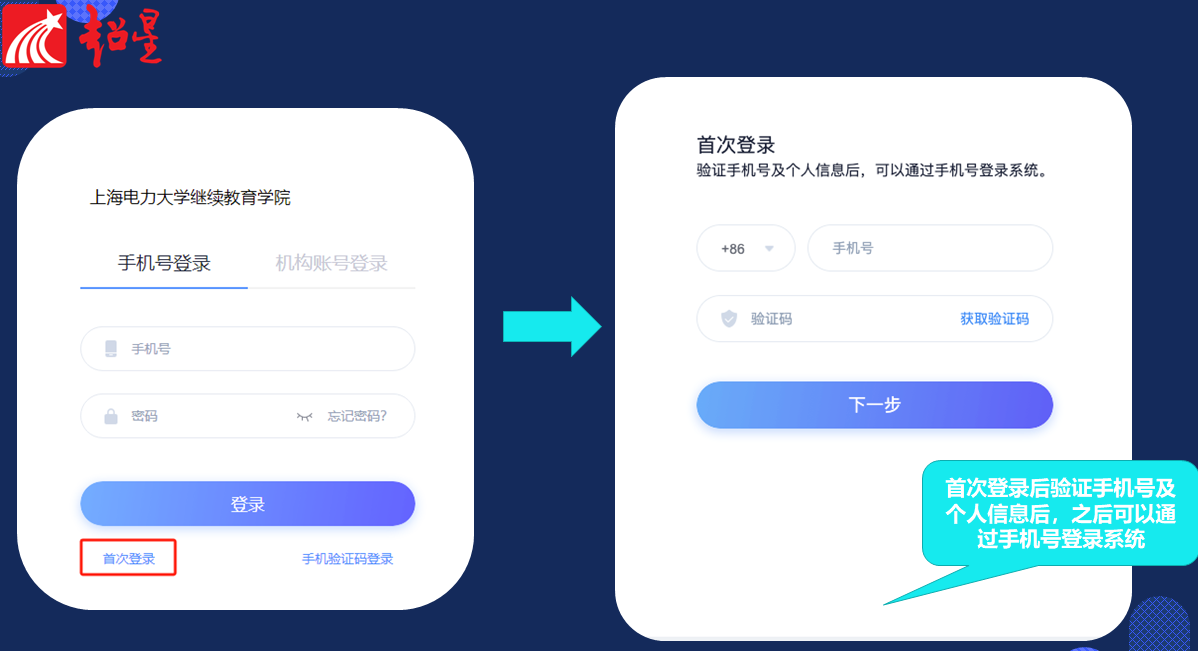 超星
上海电力大学继续教育学院
手机号登录
机构账号登录
手机号
密码
忘记密码?
登录
首次登录
手机验证码登录
首次登录
验证手机号及个人信息后，可以通过手机号登录系统。
+86
手机号
验证码
获取验证码
下一步
首次登录后验证手机号及
个人信息后，之后可以通
过手机号登录系统